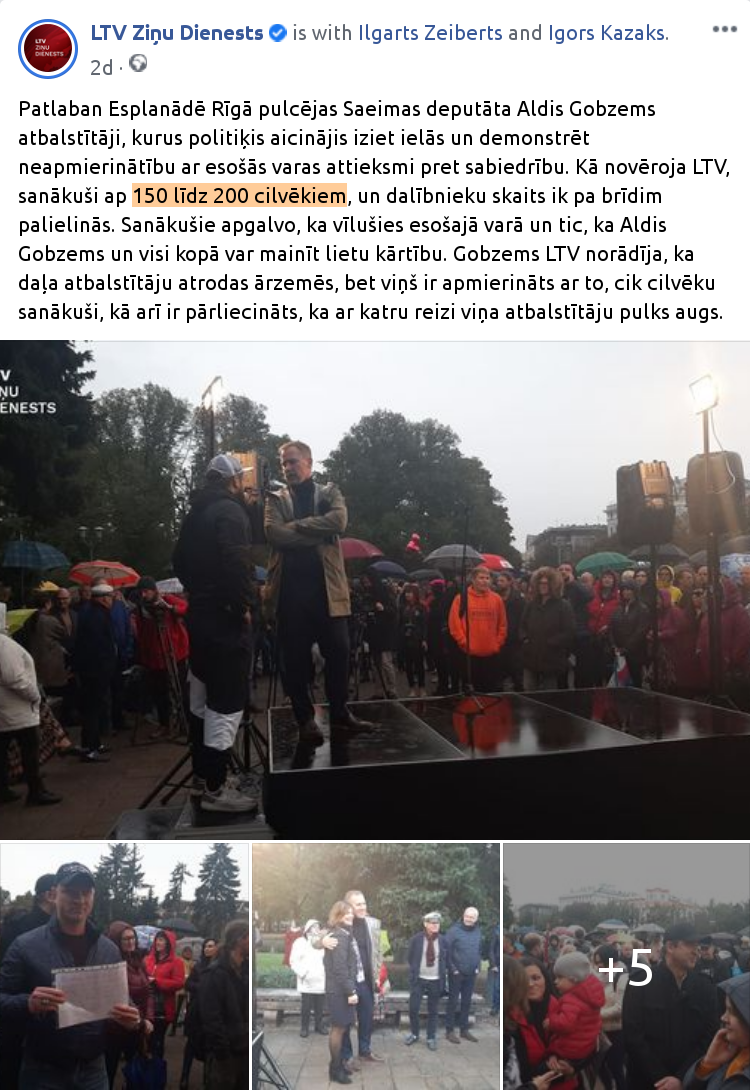 LTV
ZIŅU
DIENESTS
LTV Ziņu Dienests is with Ilgarts Zeiberts and Igors Kazaks.
2d ·
Patlaban Esplanādē Rīgā pulcējas Saeimas deputāta Aldis Gobzems
atbalstītāji, kurus politiķis aicinājis iziet ielās un demonstrēt
neapmierinātību ar esošās varas attieksmi pret sabiedrību. Kā novēroja LTV,
sanākuši ap 150 līdz 200 cilvēkiem, un dalībnieku skaits ik pa brīdim
palielinās. Sanākušie apgalvo, ka vīlušies esošajā varā un tic, ka Aldis
Gobzems un visi kopā var mainīt lietu kārtību. Gobzems LTV norādīja, ka
daļa atbalstītāju atrodas ārzemēs, bet viņš ir apmierināts ar to, cik cilvēku
sanākuši, kā arī ir pārliecināts, ka ar katru reizi viņa atbalstītāju pulks augs.
V
ŅU
ENESTS
+5